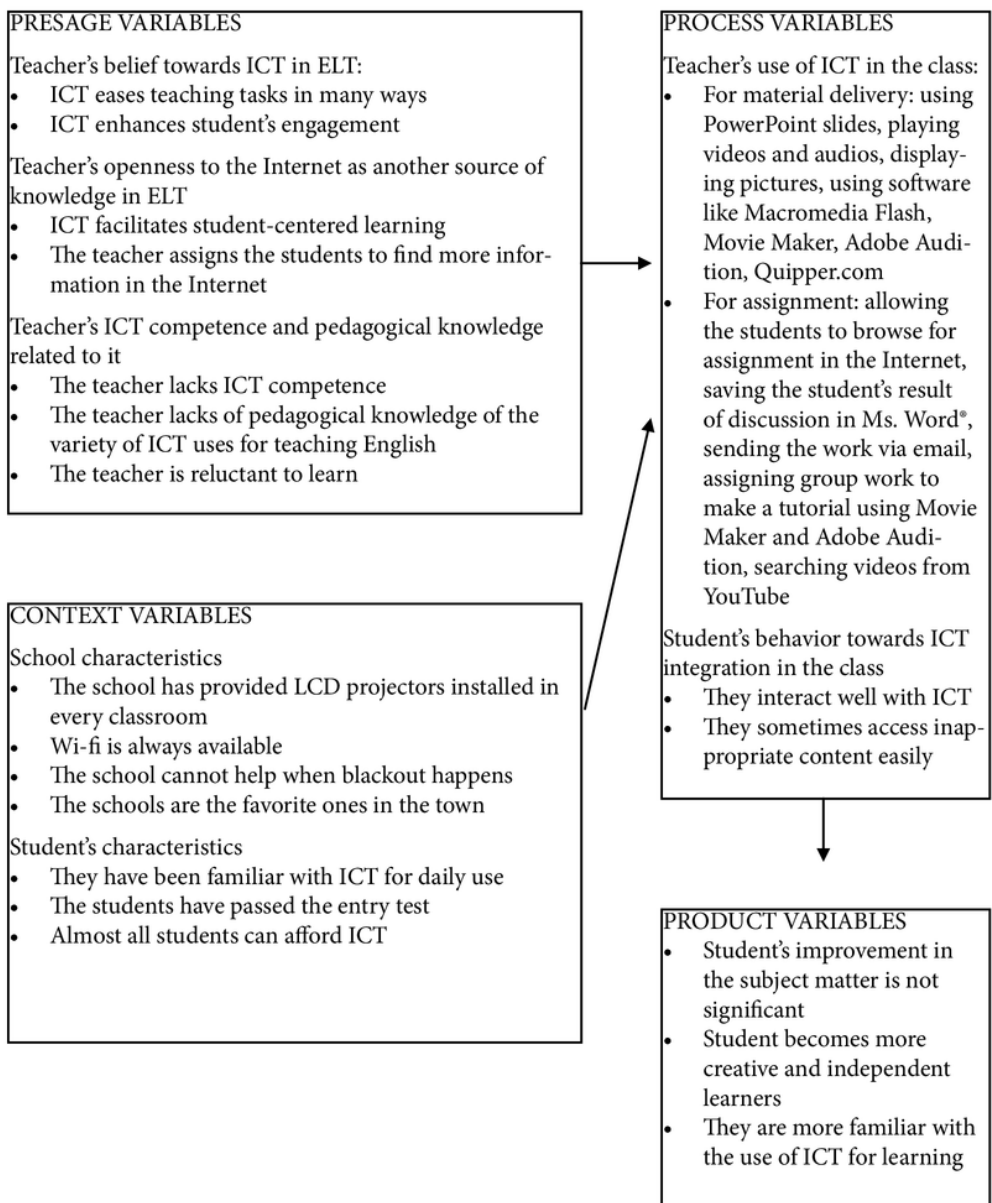 PRESAGE VARIABLES
Teacher’s belief towards ICT in ELT:
• ICT eases teaching tasks in many ways
• ICT enhances student’s engagement
Teacher’s openness to the Internet as another source of
knowledge in ELT
• ICT facilitates student-centered learning
• The teacher assigns the students to find more infor-
mation in the Internet
Teacher’s ICT competence and pedagogical knowledge
related to it
• The teacher lacks ICT competence
• The teacher lacks of pedagogical knowledge of the
variety of ICT uses for teaching English
• The teacher is reluctant to learn
CONTEXT VARIABLES
School characteristics
• The school has provided LCD projectors installed in
every classroom
• Wi-fi is always available
• The school cannot help when blackout happens
• The schools are the favorite ones in the town
Student’s characteristics
• They have been familiar with ICT for daily use
• The students have passed the entry test
• Almost all students can afford ICT
PROCESS VARIABLES
Teacher’s use of ICT in the class:
• For material delivery: using
PowerPoint slides, playing
videos and audios, display-
ing pictures, using software
like Macromedia Flash,
Movie Maker, Adobe Audi-
tion, Quipper.com
• For assignment: allowing
the students to browse for
assignment in the Internet,
saving the student’s result
of discussion in Ms. Word®,
sending the work via email,
assigning group work to
make a tutorial using Movie
Maker and Adobe Audi-
tion, searching videos from
YouTube
Student’s behavior towards ICT
integration in the class
• They interact well with ICT
• They sometimes access inap-
propriate content easily
PRODUCT VARIABLES
• Student’s improvement in
the subject matter is not
significant
• Student becomes more
creative and independent
learners
• They are more familiar with
the use of ICT for learning